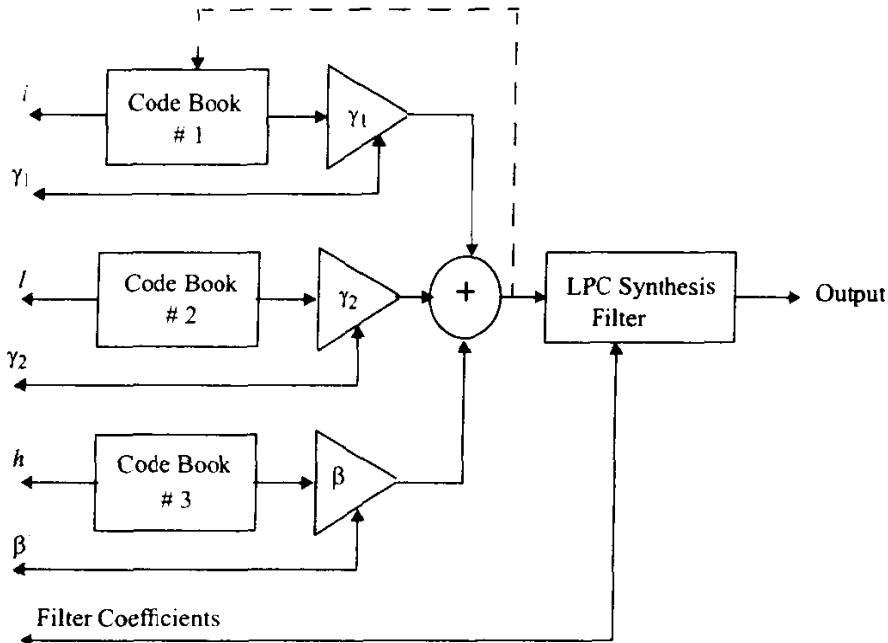 i
Code Book
# 1
γ1
γ1
l
Code Book
# 2
γ2
+
LPC Synthesis
Filter
Output
γ2
h
Code Book
# 3
β
β
Filter Coefficients